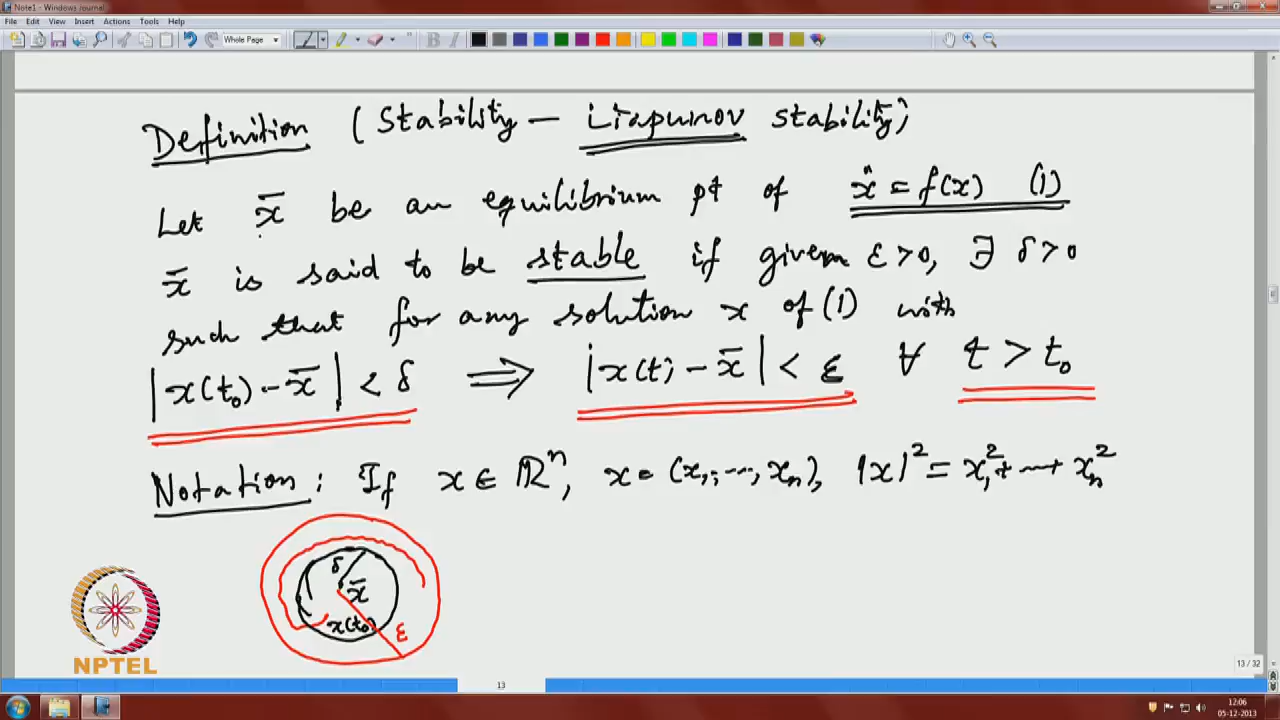 Note1 - Windows Journal
File Edit View Insert Actions Tools Help
Whole Page
Definition (Stability — Liapunov stability)
Let x̄ be an equilibrium pt of ẋ = f(x) (1)
x̄ is said to be stable if given ε > 0, ∃ δ > 0
such that for any solution x of (1) with
|x(t₀) - x̄| < δ ⟹ |x(t) - x̄| < ε ∀ t > t₀
Notation: If x ∈ ℝⁿ, x = (x₁, ..., xₙ), |x|² = x₁² + ... + xₙ²
δ
x̄
x(t₀)
ε
NPTEL
13 / 32
13
12:06
05-12-2013